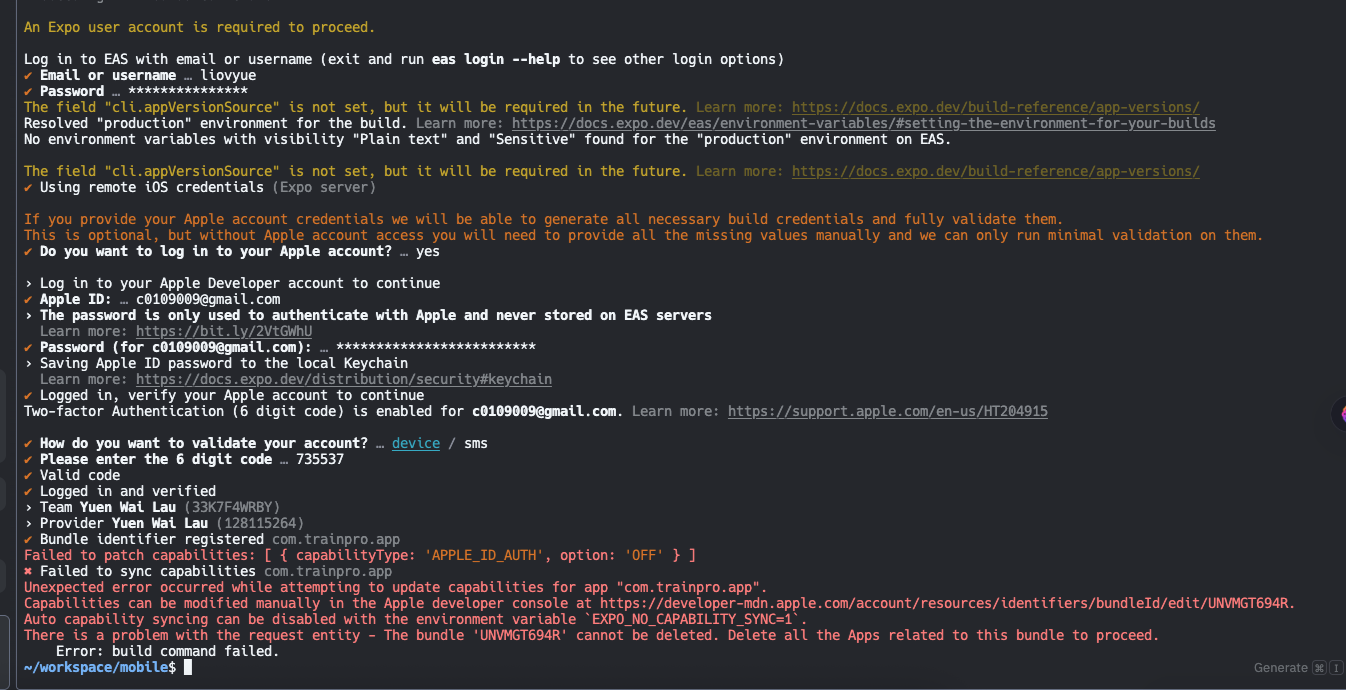 An Expo user account is required to proceed.
Log in to EAS with email or username (exit and run eas login --help to see other login options)
✔ Email or username … liovyue
✔ Password … ***************
The field "cli.appVersionSource" is not set, but it will be required in the future. Learn more: https://docs.expo.dev/build-reference/app-versions/
Resolved "production" environment for the build. Learn more: https://docs.expo.dev/eas/environment-variables/#setting-the-environment-for-your-builds
No environment variables with visibility "Plain text" and "Sensitive" found for the "production" environment on EAS.
The field "cli.appVersionSource" is not set, but it will be required in the future. Learn more: https://docs.expo.dev/build-reference/app-versions/
✔ Using remote iOS credentials (Expo server)
If you provide your Apple account credentials we will be able to generate all necessary build credentials and fully validate them.
This is optional, but without Apple account access you will need to provide all the missing values manually and we can only run minimal validation on them.
✔ Do you want to log in to your Apple account? … yes
› Log in to your Apple Developer account to continue
✔ Apple ID: … c0109009@gmail.com
› The password is only used to authenticate with Apple and never stored on EAS servers
Learn more: https://bit.ly/2VtGWhU
✔ Password (for c0109009@gmail.com): … *************************
› Saving Apple ID password to the local Keychain
Learn more: https://docs.expo.dev/distribution/security#keychain
✔ Logged in, verify your Apple account to continue
Two-factor Authentication (6 digit code) is enabled for c0109009@gmail.com. Learn more: https://support.apple.com/en-us/HT204915
✔ How do you want to validate your account? … device / sms
✔ Please enter the 6 digit code … 735537
✔ Valid code
✔ Logged in and verified
› Team Yuen Wai Lau (33K7F4WRBY)
› Provider Yuen Wai Lau (128115264)
✔ Bundle identifier registered com.trainpro.app
Failed to patch capabilities: [ { capabilityType: 'APPLE_ID_AUTH', option: 'OFF' } ]
✖ Failed to sync capabilities com.trainpro.app
Unexpected error occurred while attempting to update capabilities for app "com.trainpro.app".
Capabilities can be modified manually in the Apple developer console at https://developer-mdn.apple.com/account/resources/identifiers/bundleId/edit/UNVMGT694R.
Auto capability syncing can be disabled with the environment variable `EXPO_NO_CAPABILITY_SYNC=1`.
There is a problem with the request entity - The bundle 'UNVMGT694R' cannot be deleted. Delete all the Apps related to this bundle to proceed.
Error: build command failed.
~/workspace/mobile$
Generate ⌘ I